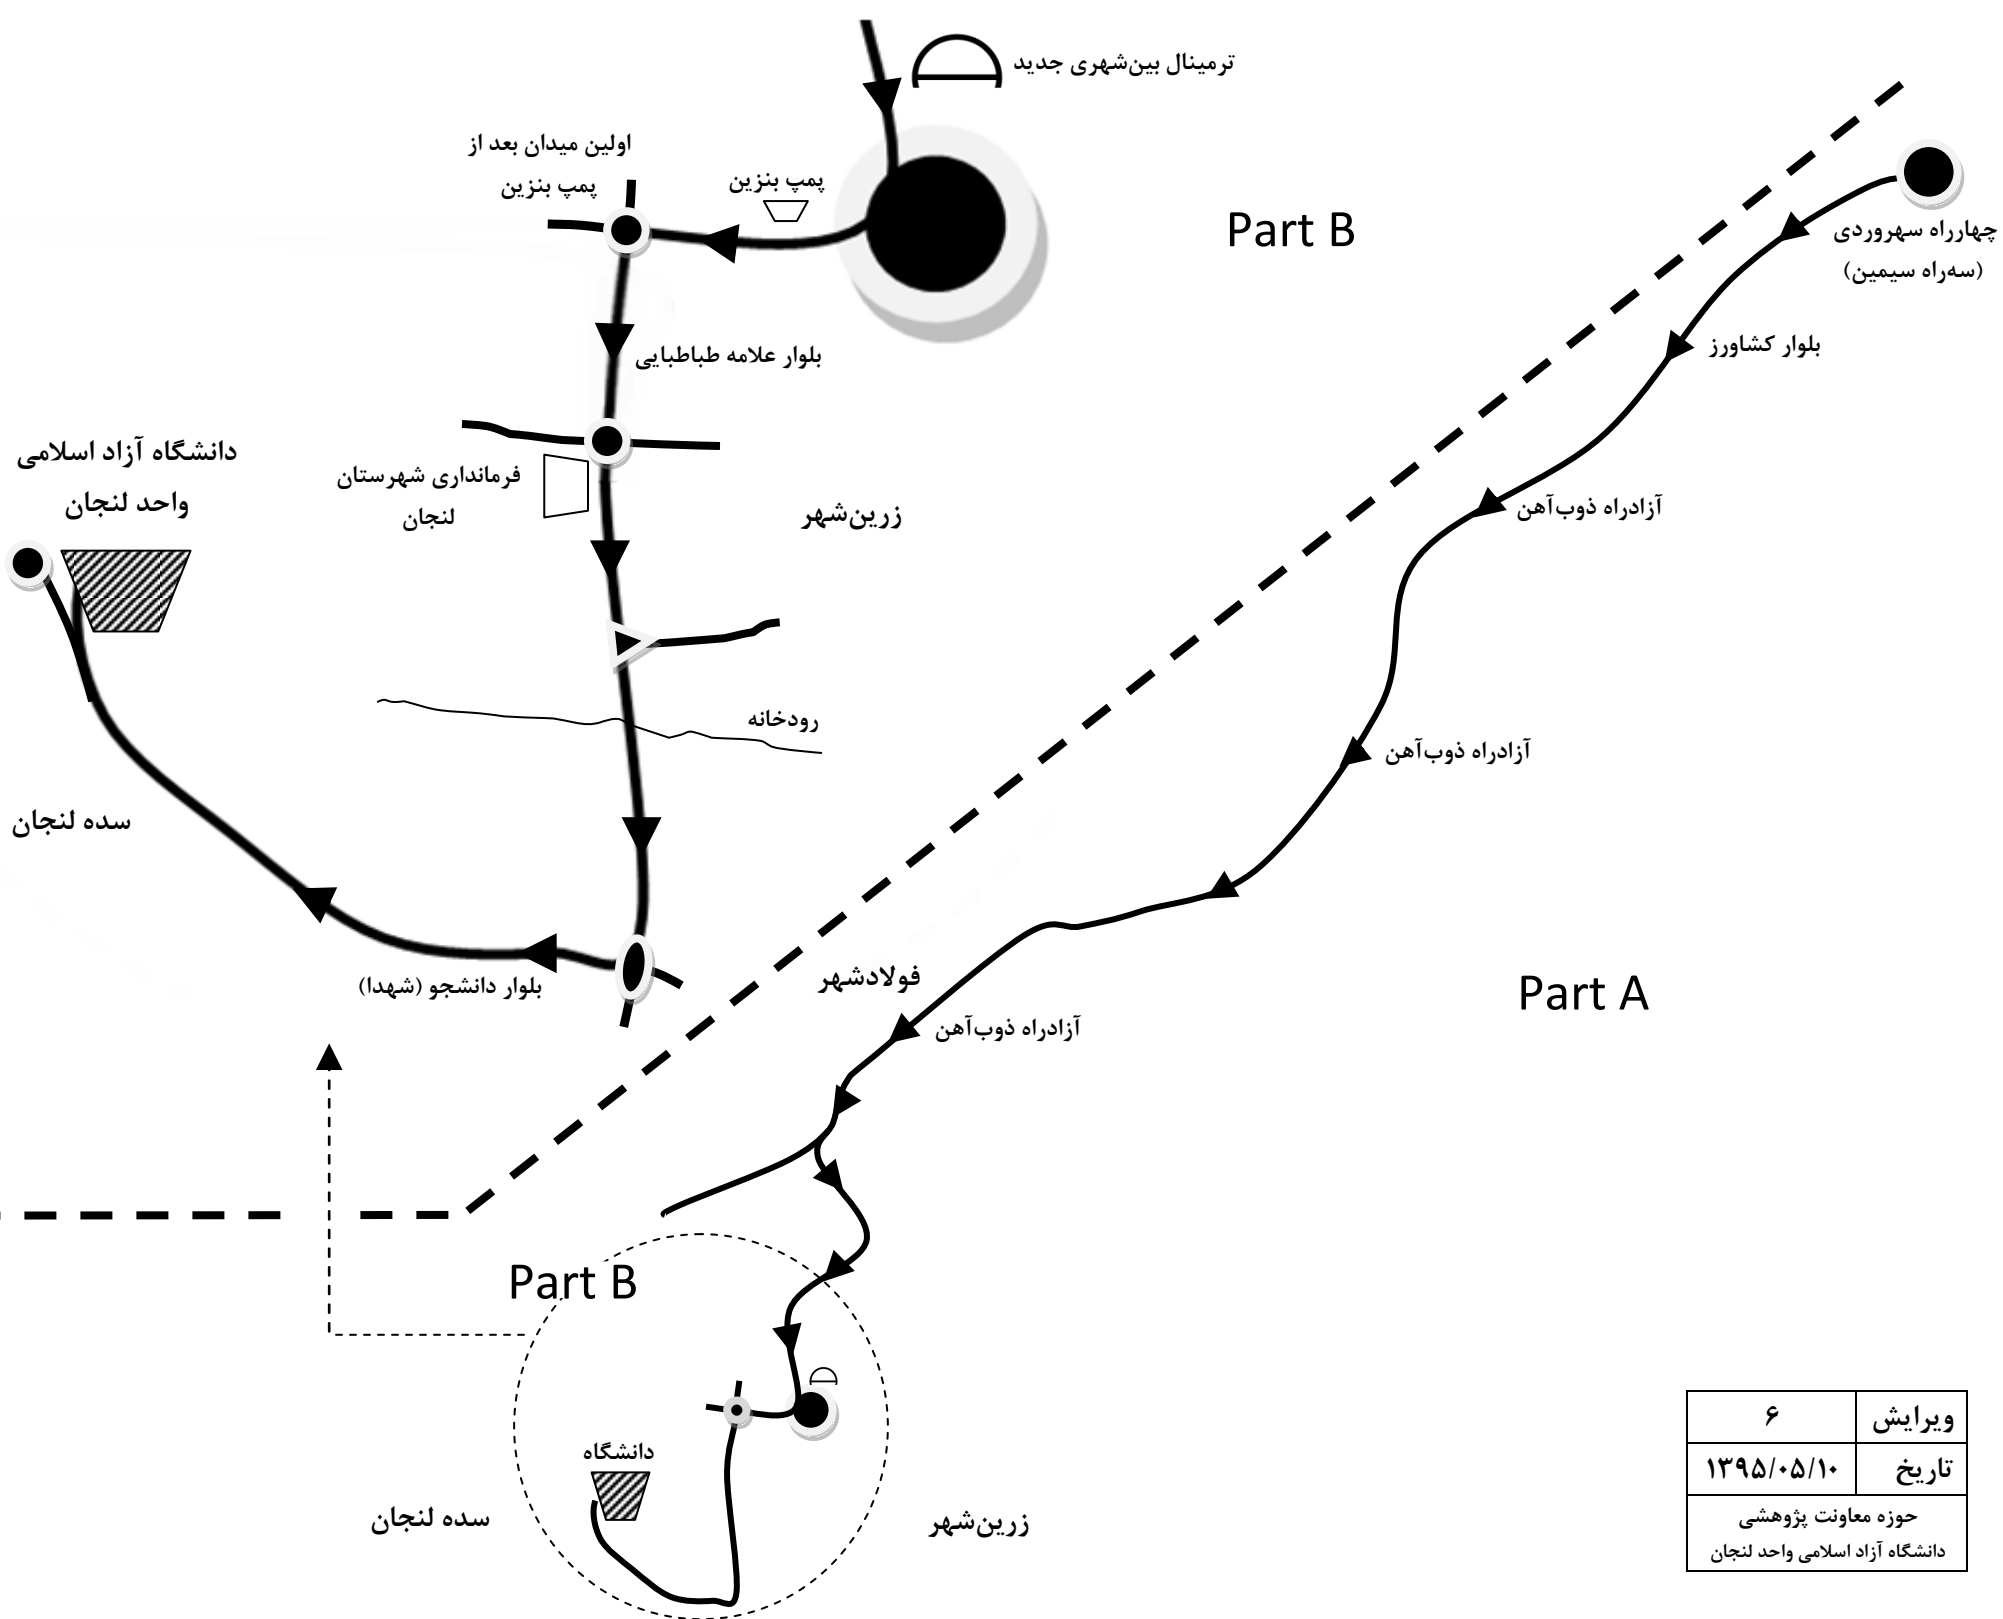 ترمینال بین‌شهری جدید
اولین میدان بعد از
پمپ بنزین
پمپ بنزین
Part B
چهارراه سهروردی
(سه‌راه سیمین)
بلوار علامه طباطبایی
بلوار کشاورز
دانشگاه آزاد اسلامی
واحد لنجان
فرمانداری شهرستان
لنجان
زرین‌شهر
آزادراه ذوب‌آهن
رودخانه
آزادراه ذوب‌آهن
سده لنجان
بلوار دانشجو (شهدا)
فولادشهر
آزادراه ذوب‌آهن
Part A
Part B
دانشگاه
سده لنجان
زرین‌شهر
ویرایش ۶
تاریخ ۱۳۹۵/۰۵/۱۰
حوزه معاونت پژوهشی
دانشگاه آزاد اسلامی واحد لنجان